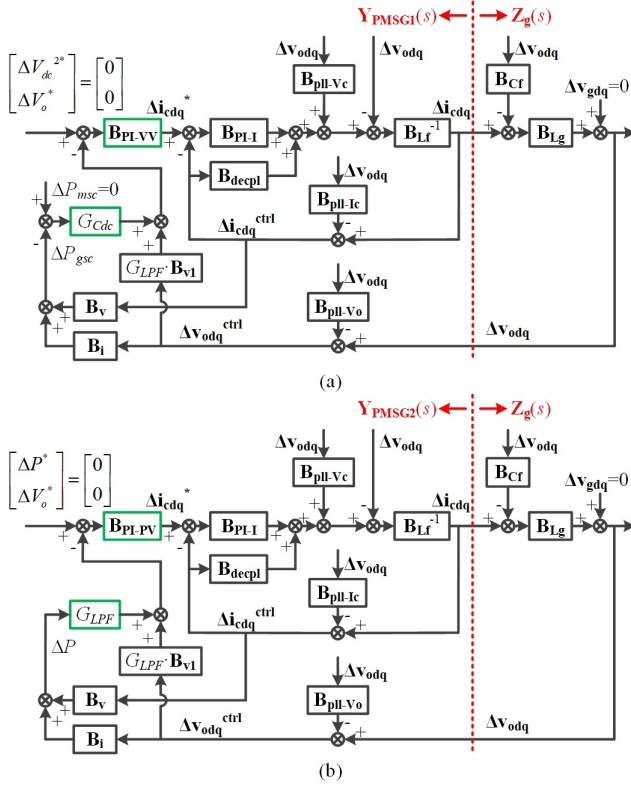 Y_PMSG1(s) Z_g(s)
Δv_odq Δv_odq Δv_odq
[ΔV_dc^2* ΔV_o^*] = [0 0]
B_pll-Vc B_Cf Δv_gdq=0
Δi_cdq^* Δi_cdq
+ - B_PI-VV + B_PI-I + + + + - B_Lf^-1 + - B_Lg + +
- - B_decpl + Δv_odq
ΔP_msc=0 B_pll-Ic
+ G_Cdc + - +
- ΔP_gsc + Δi_cdq^ctrl Δv_odq
G_LPF·B_v1
+ B_v B_pll-Vo
+ B_i Δv_odq^ctrl - + Δv_odq
(a)
Y_PMSG2(s) Z_g(s)
Δv_odq Δv_odq Δv_odq
[ΔP^* ΔV_o^*] = [0 0]
B_pll-Vc B_Cf Δv_gdq=0
Δi_cdq^* Δi_cdq
+ - B_PI-PV + B_PI-I + + + + - B_Lf^-1 + - B_Lg + +
- - B_decpl + Δv_odq
B_pll-Ic
G_LPF + - +
ΔP + Δi_cdq^ctrl Δv_odq
G_LPF·B_v1
+ B_v B_pll-Vo
+ B_i Δv_odq^ctrl - + Δv_odq
(b)